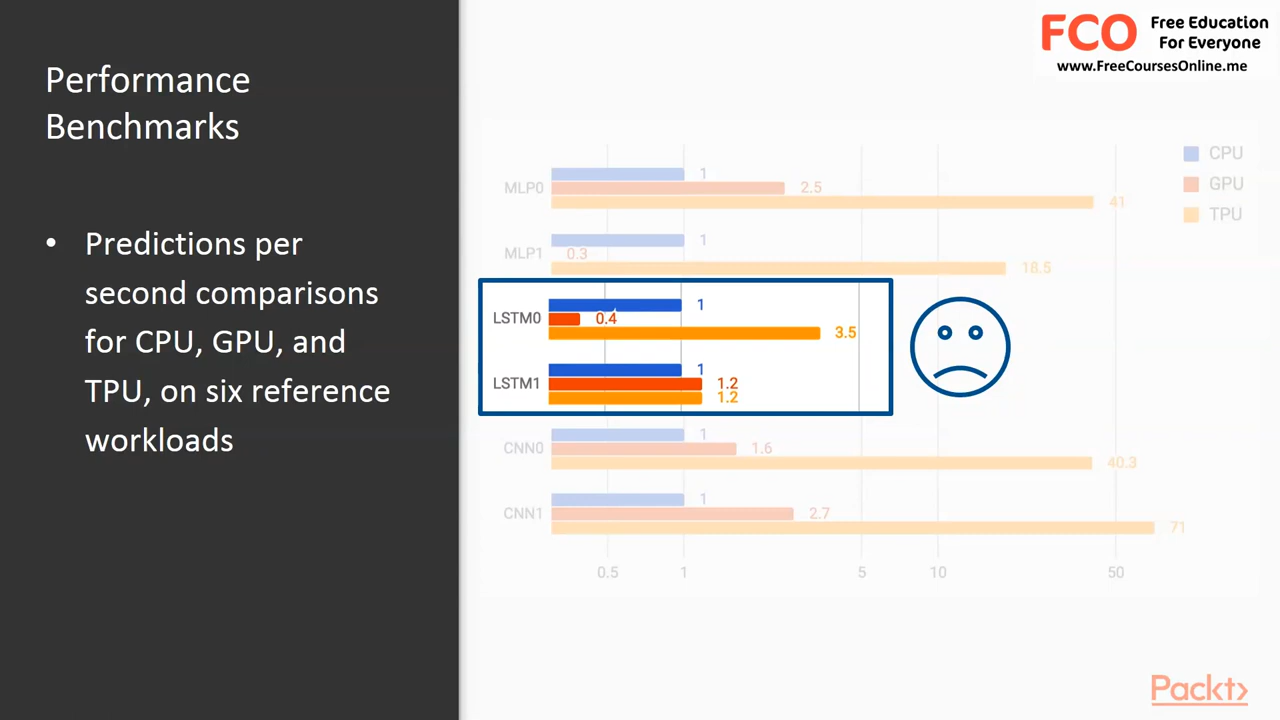 FCO
Free Education
For Everyone
www.FreeCoursesOnline.me
Performance
Benchmarks
• Predictions per
second comparisons
for CPU, GPU, and
TPU, on six reference
workloads
CPU
GPU
TPU
MLP0
1
2.5
41
MLP1
1
0.3
18.5
LSTM0
1
0.4
3.5
LSTM1
1
1.2
1.2
CNN0
1
1.6
40.3
CNN1
1
2.7
71
0.5 1 5 10 50
Packt>